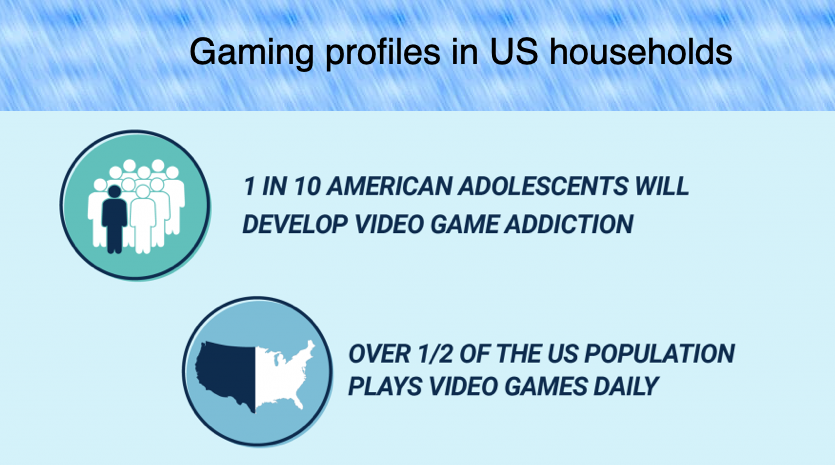 Gaming profiles in US households
1 IN 10 AMERICAN ADOLESCENTS WILL
DEVELOP VIDEO GAME ADDICTION
OVER 1/2 OF THE US POPULATION
PLAYS VIDEO GAMES DAILY